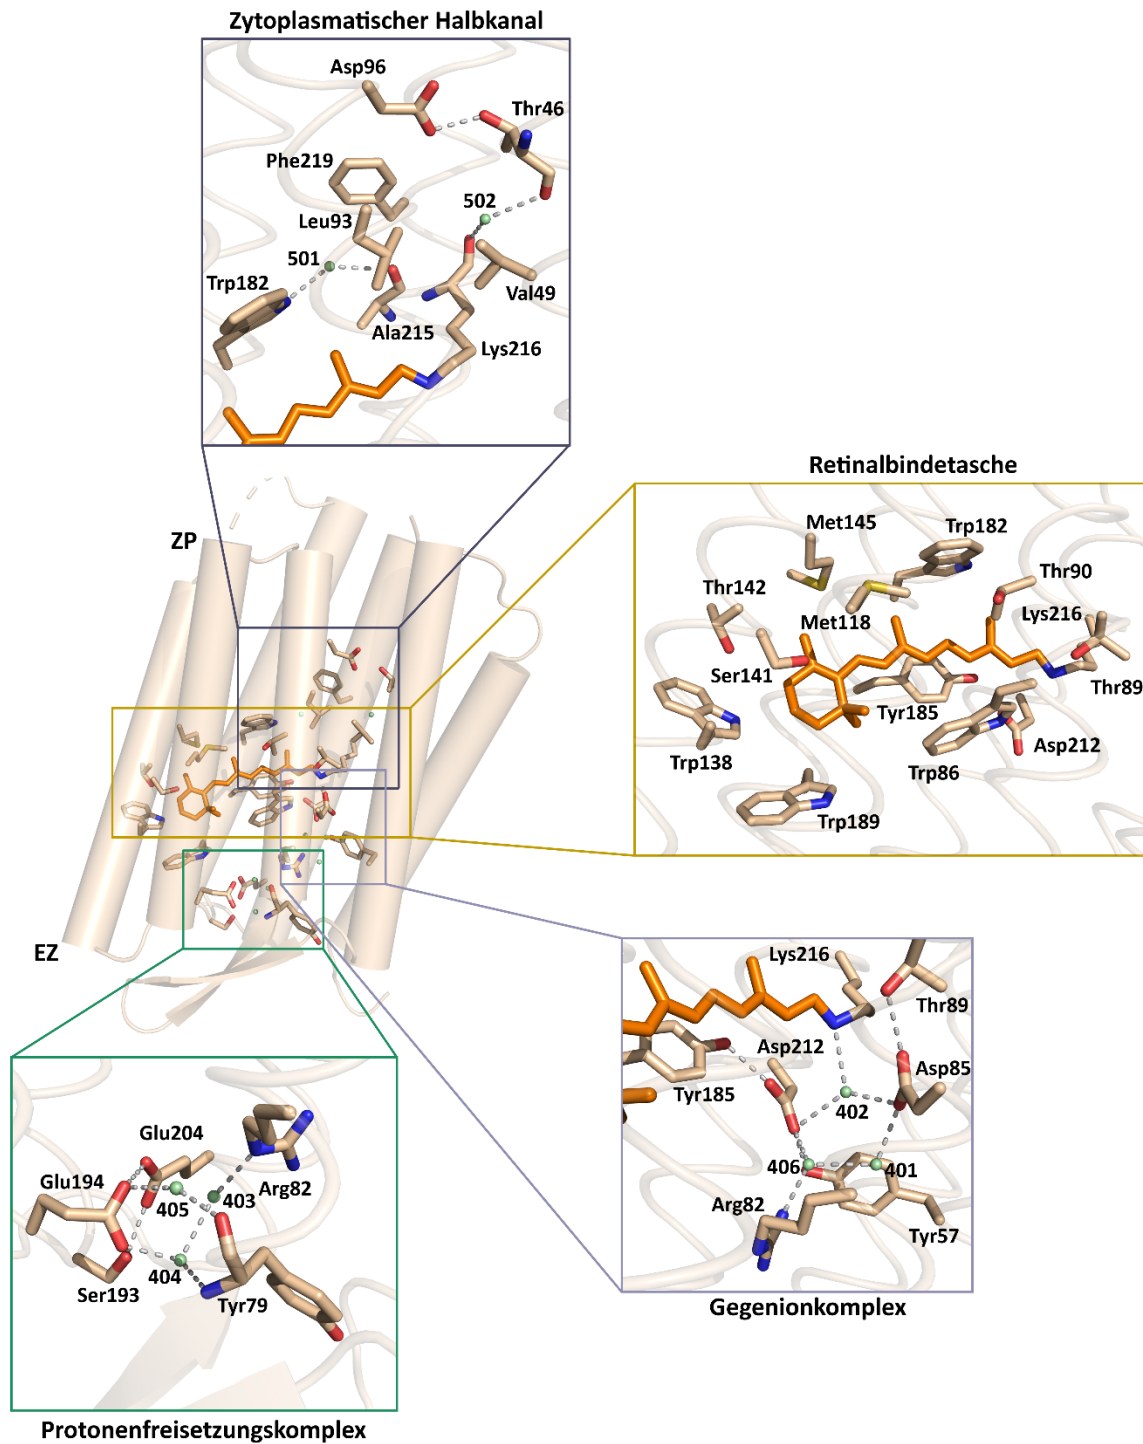 Zytoplasmatischer Halbkanal
Asp96
Thr46
Phe219
502
Leu93
501
Trp182
Val49
Ala215
Lys216
Retinalbindetasche
Met145
Trp182
Thr90
Thr142
Lys216
Met118
Ser141
Thr89
Tyr185
Asp212
Trp138
Trp86
Trp189
ZP
EZ
Lys216
Thr89
Asp212
Asp85
Tyr185
402
406
401
Arg82
Tyr57
Gegenionkomplex
Glu204
Glu194
Arg82
403
405
404
Ser193
Tyr79
Protonenfreisetzungskomplex